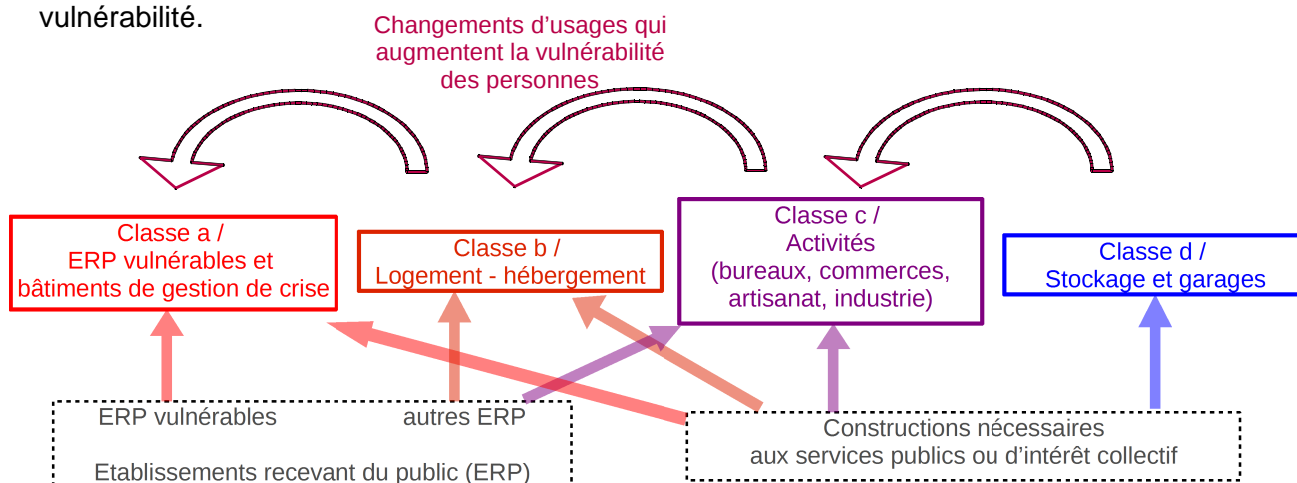 vulnérabilité.
Changements d'usages qui
augmentent la vulnérabilité
des personnes
Classe a /
ERP vulnérables et
bâtiments de gestion de crise
Classe b /
Logement - hébergement
Classe c /
Activités
(bureaux, commerces,
artisanat, industrie)
Classe d /
Stockage et garages
ERP vulnérables
autres ERP
Etablissements recevant du public (ERP)
Constructions nécessaires
aux services publics ou d'intérêt collectif